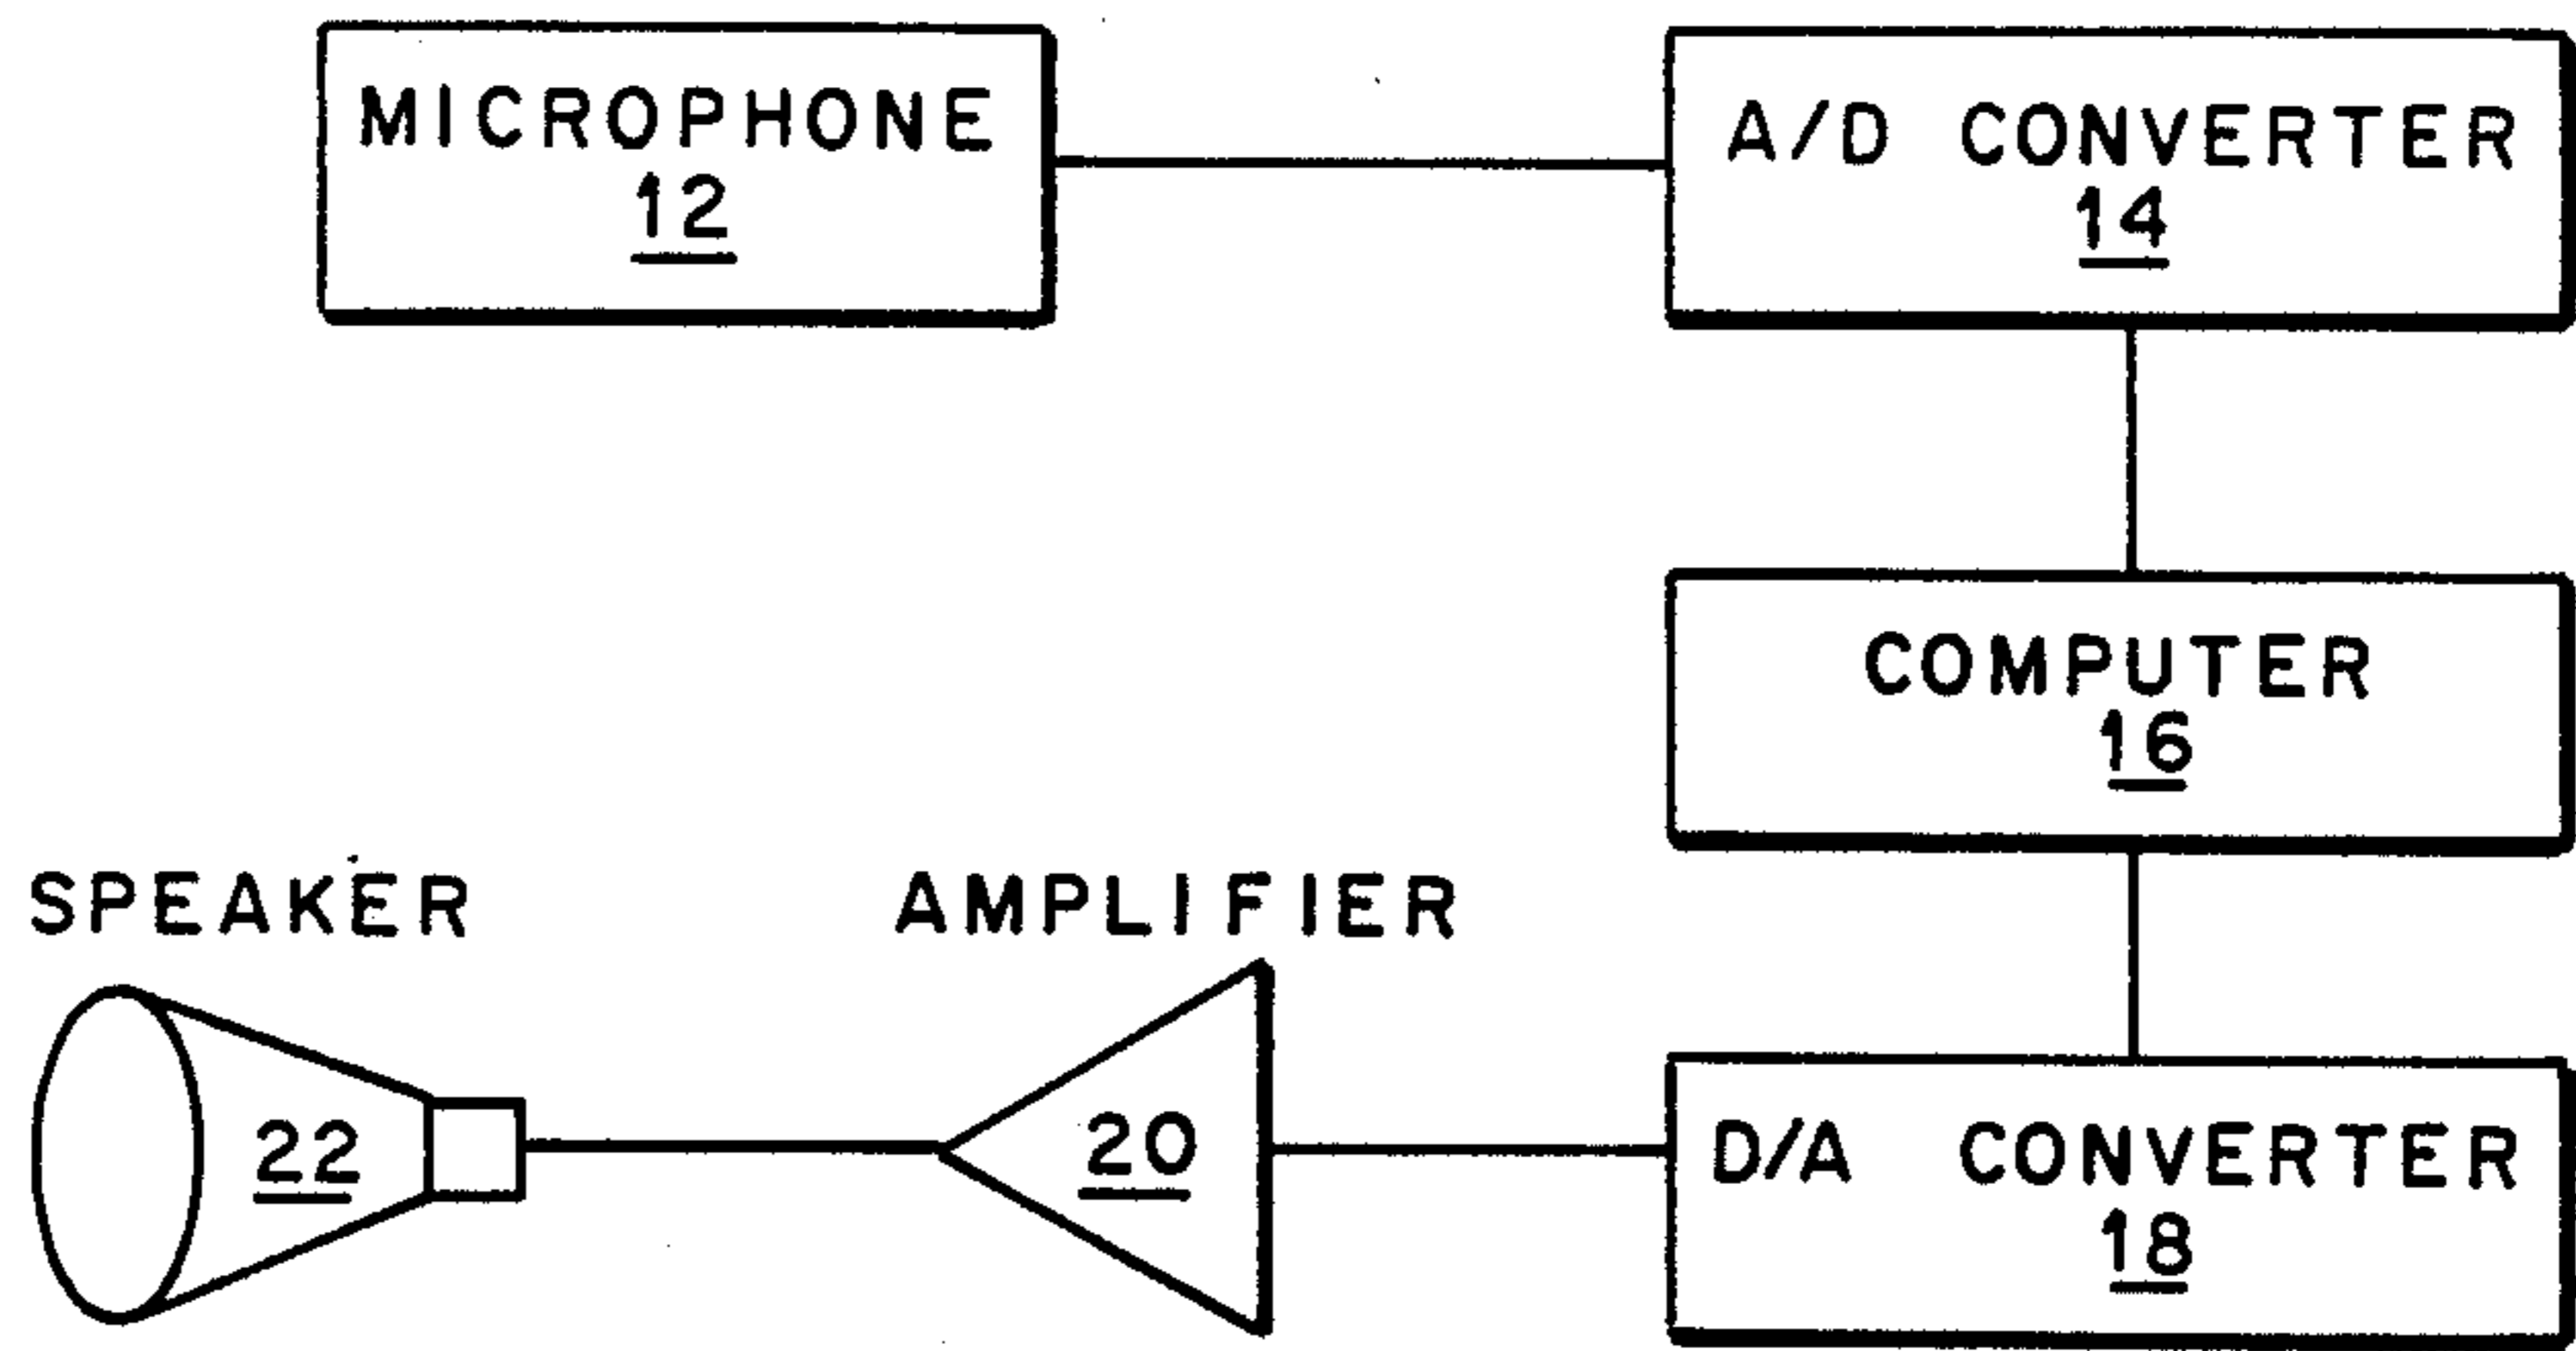 MICROPHONE
12
A/D CONVERTER
14
COMPUTER
16
SPEAKER
22
AMPLIFIER
20
D/A CONVERTER
18